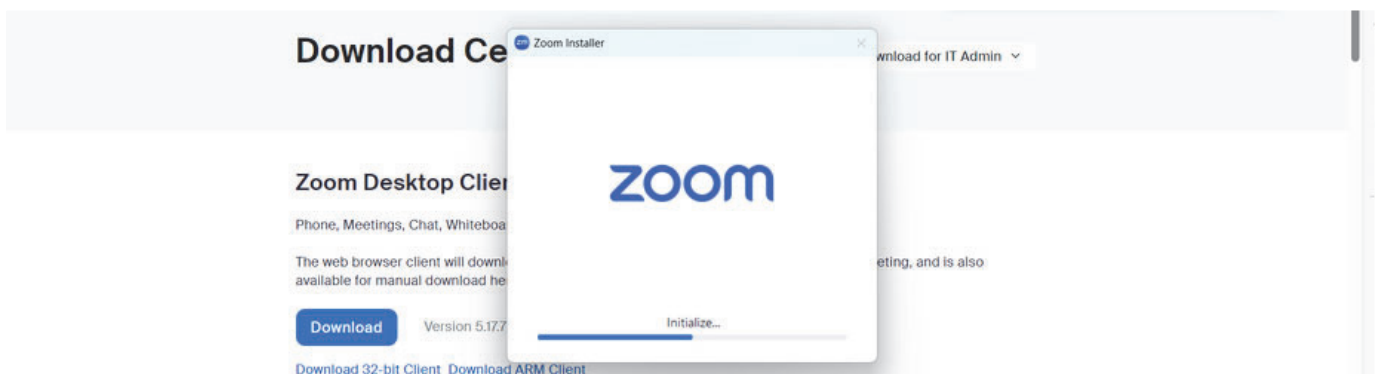 Download Ce
Zoom Installer
wnload for IT Admin
zoom
Zoom Desktop Clier
Phone, Meetings, Chat, Whiteboa
The web browser client will downl
eting, and is also
available for manual download he
Initialize...
Download
Version 5.17.7
Download 32-bit Client Download ARM Client